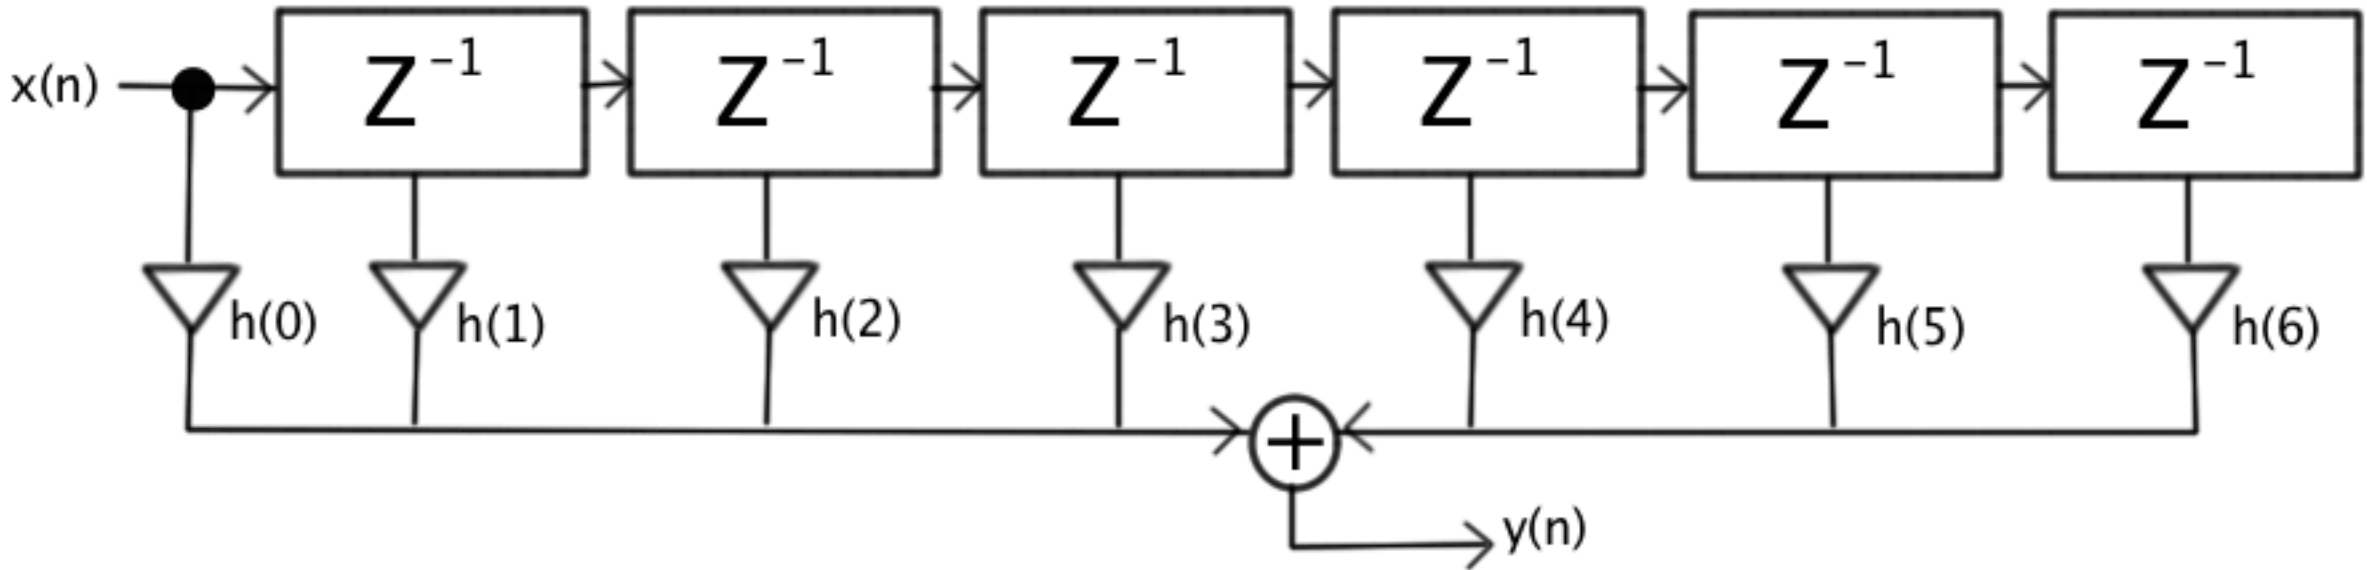 x(n) Z⁻¹ Z⁻¹ Z⁻¹ Z⁻¹ Z⁻¹ Z⁻¹
h(0) h(1) h(2) h(3) h(4) h(5) h(6)
+
y(n)